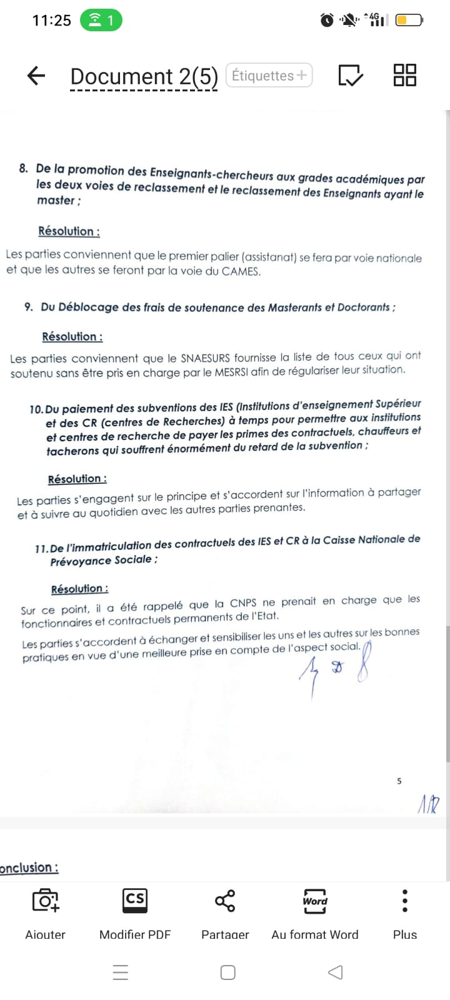 11:25 1 4G
Document 2(5) Étiquettes+
8. De la promotion des Enseignants-chercheurs aux grades académiques par
les deux voies de reclassement et le reclassement des Enseignants ayant le
master ;
Résolution :
Les parties conviennent que le premier palier (assistanat) se fera par voie nationale
et que les autres se feront par la voie du CAMES.
9. Du Déblocage des frais de soutenance des Masterants et Doctorants ;
Résolution :
Les parties conviennent que le SNAESURS fournisse la liste de tous ceux qui ont
soutenu sans être pris en charge par le MESRSI afin de régulariser leur situation.
10. Du paiement des subventions des IES (Institutions d'enseignement Supérieur
et des CR (centres de Recherches) à temps pour permettre aux institutions
et centres de recherche de payer les primes des contractuels, chauffeurs et
tacherons qui souffrent énormément du retard de la subvention ;
Résolution :
Les parties s'engagent sur le principe et s'accordent sur l'information à partager
et à suivre au quotidien avec les autres parties prenantes.
11. De l'immatriculation des contractuels des IES et CR à la Caisse Nationale de
Prévoyance Sociale ;
Résolution :
Sur ce point, il a été rappelé que la CNPS ne prenait en charge que les
fonctionnaires et contractuels permanents de l'Etat.
Les parties s'accordent à échanger et sensibiliser les uns et les autres sur les bonnes
pratiques en vue d'une meilleure prise en compte de l'aspect social.
5
onclusion :
CS Word
Ajouter Modifier PDF Partager Au format Word Plus